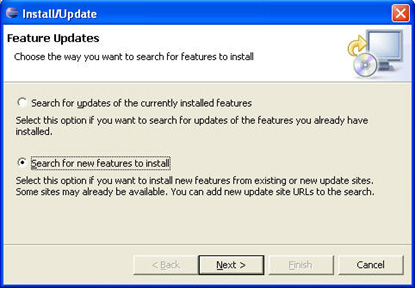 Install/Update
Feature Updates
Choose the way you want to search for features to install
Search for updates of the currently installed features
Select this option if you want to search for updates of the features you already have
installed.
Search for new features to install
Select this option if you want to install new features from existing or new update sites.
Some sites may already be available. You can add new update site URLs to the search.
< Back
Next >
Finish
Cancel